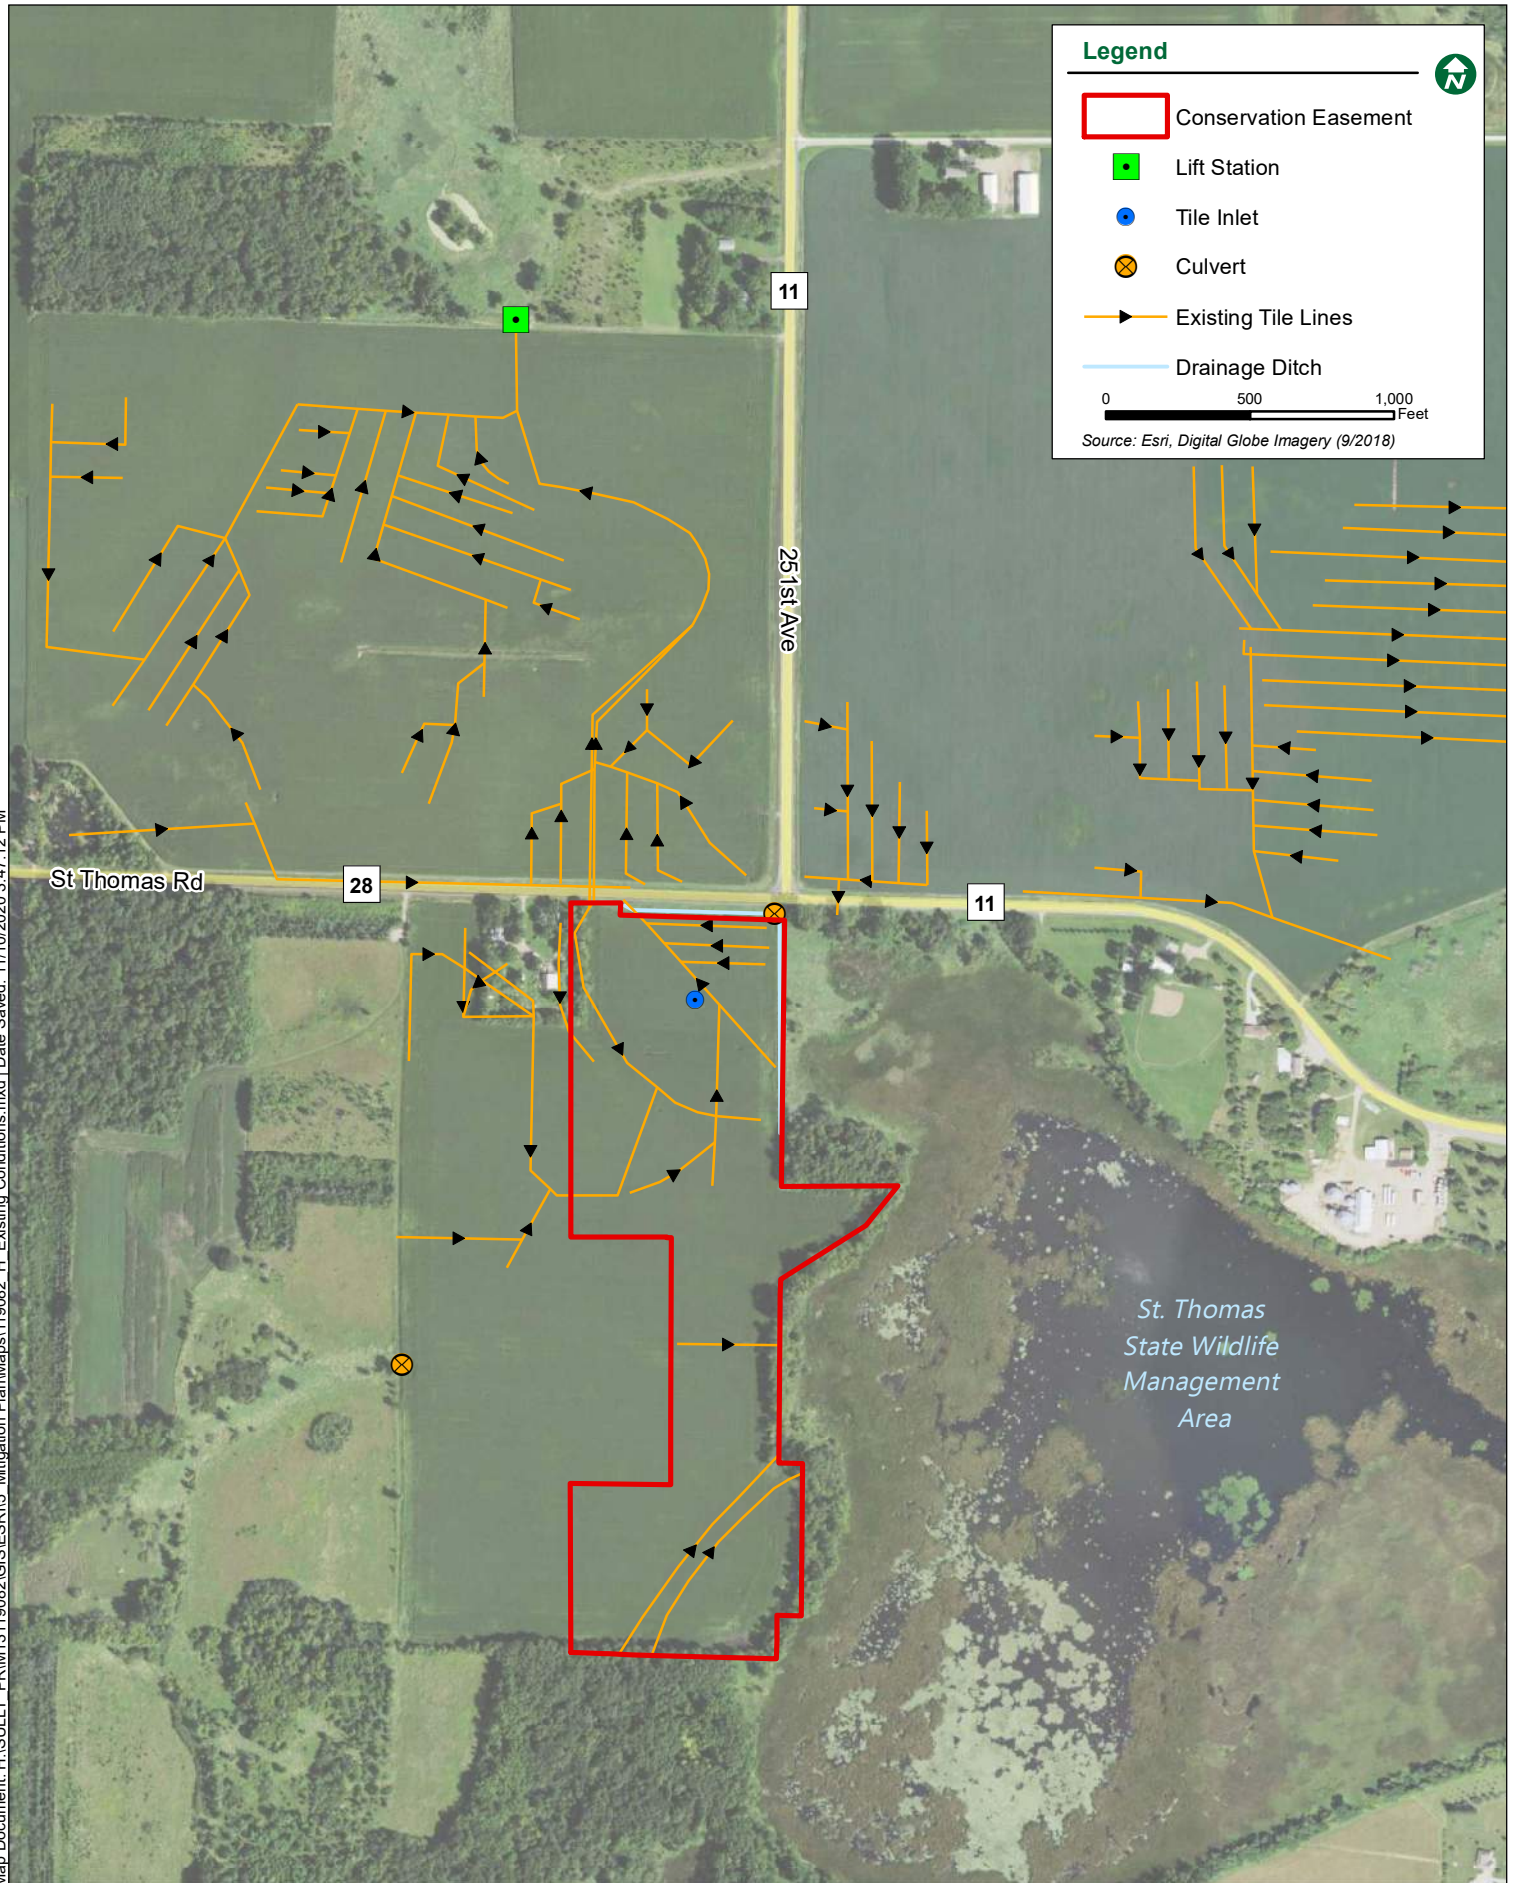 Legend
N
Conservation Easement
Lift Station
Tile Inlet
Culvert
Existing Tile Lines
Drainage Ditch
0 500 1,000
Feet
Source: Esri, Digital Globe Imagery (9/2018)
11
251st Ave
St Thomas Rd
28
11
St. Thomas
State Wildlife
Management
Area